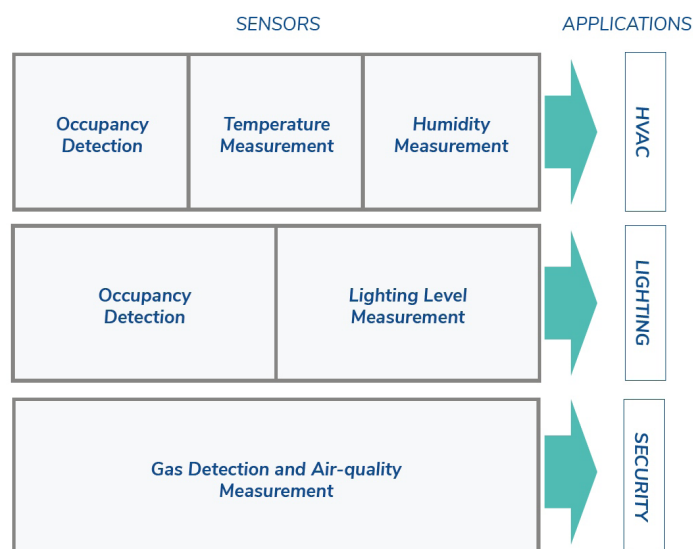 SENSORS
APPLICATIONS
Occupancy
Detection
Temperature
Measurement
Humidity
Measurement
HVAC
Occupancy
Detection
Lighting Level
Measurement
LIGHTING
Gas Detection and Air-quality
Measurement
SECURITY